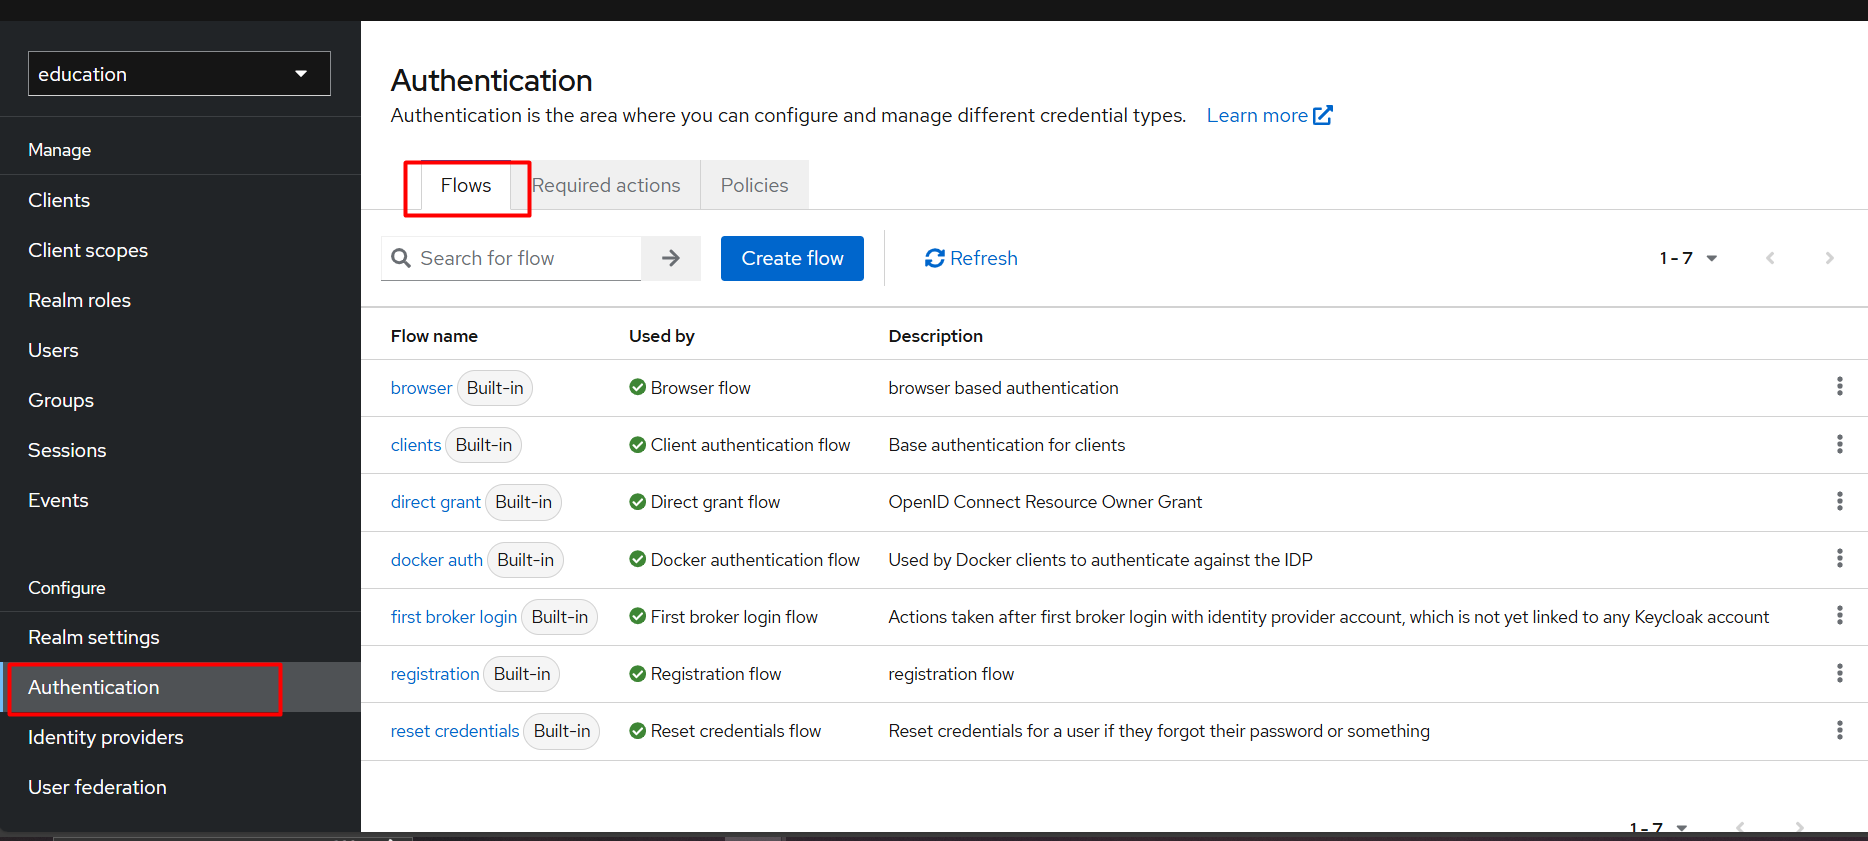 education
Manage
Clients
Client scopes
Realm roles
Users
Groups
Sessions
Events
Configure
Realm settings
Authentication
Identity providers
User federation
Authentication
Authentication is the area where you can configure and manage different credential types. Learn more
Flows Required actions Policies
Search for flow Create flow Refresh 1 - 7
Flow name Used by Description
browser Built-in Browser flow browser based authentication
clients Built-in Client authentication flow Base authentication for clients
direct grant Built-in Direct grant flow OpenID Connect Resource Owner Grant
docker auth Built-in Docker authentication flow Used by Docker clients to authenticate against the IDP
first broker login Built-in First broker login flow Actions taken after first broker login with identity provider account, which is not yet linked to any Keycloak account
registration Built-in Registration flow registration flow
reset credentials Built-in Reset credentials flow Reset credentials for a user if they forgot their password or something
1 - 7